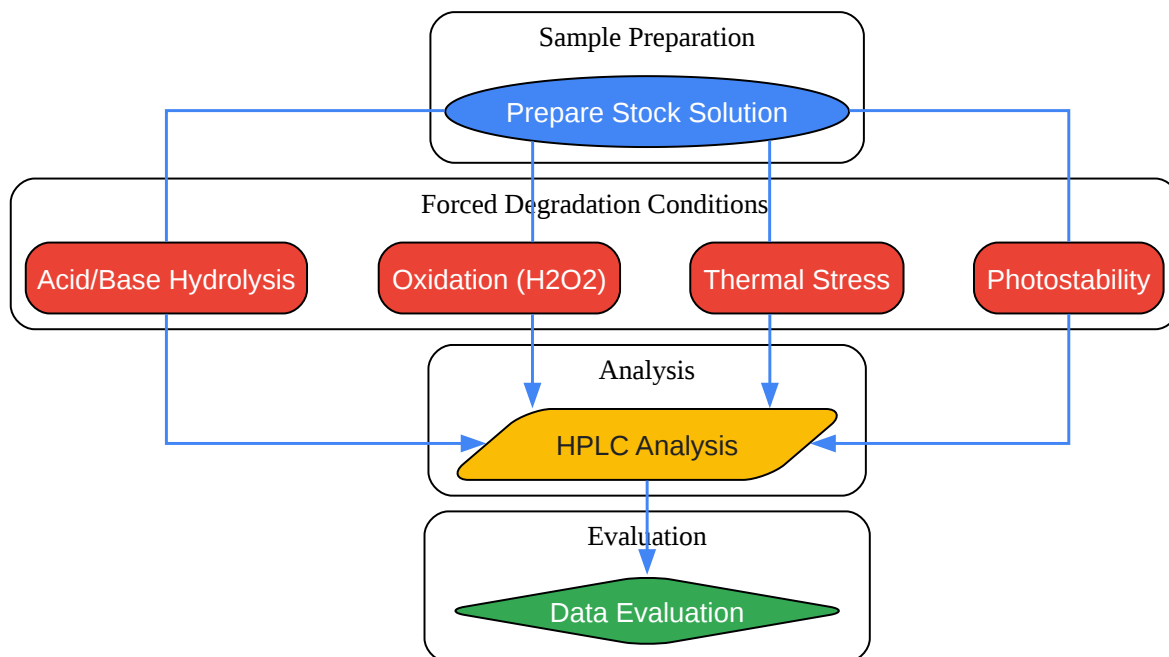 Sample Preparation
Prepare Stock Solution
Forced Degradation Conditions
Acid/Base Hydrolysis
Oxidation (H2O2)
Thermal Stress
Photostability
Analysis
HPLC Analysis
Evaluation
Data Evaluation